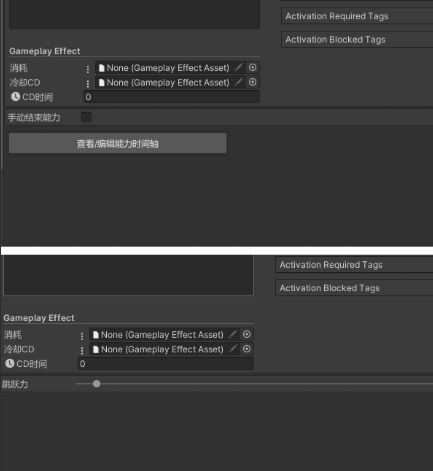 Activation Required Tags
Activation Blocked Tags
Gameplay Effect
消耗 None (Gameplay Effect Asset)
冷却CD None (Gameplay Effect Asset)
CD时间 0
手动结束能力
查看/编辑能力时间轴
Activation Required Tags
Activation Blocked Tags
Gameplay Effect
消耗 None (Gameplay Effect Asset)
冷却CD None (Gameplay Effect Asset)
CD时间 0
跳跃力